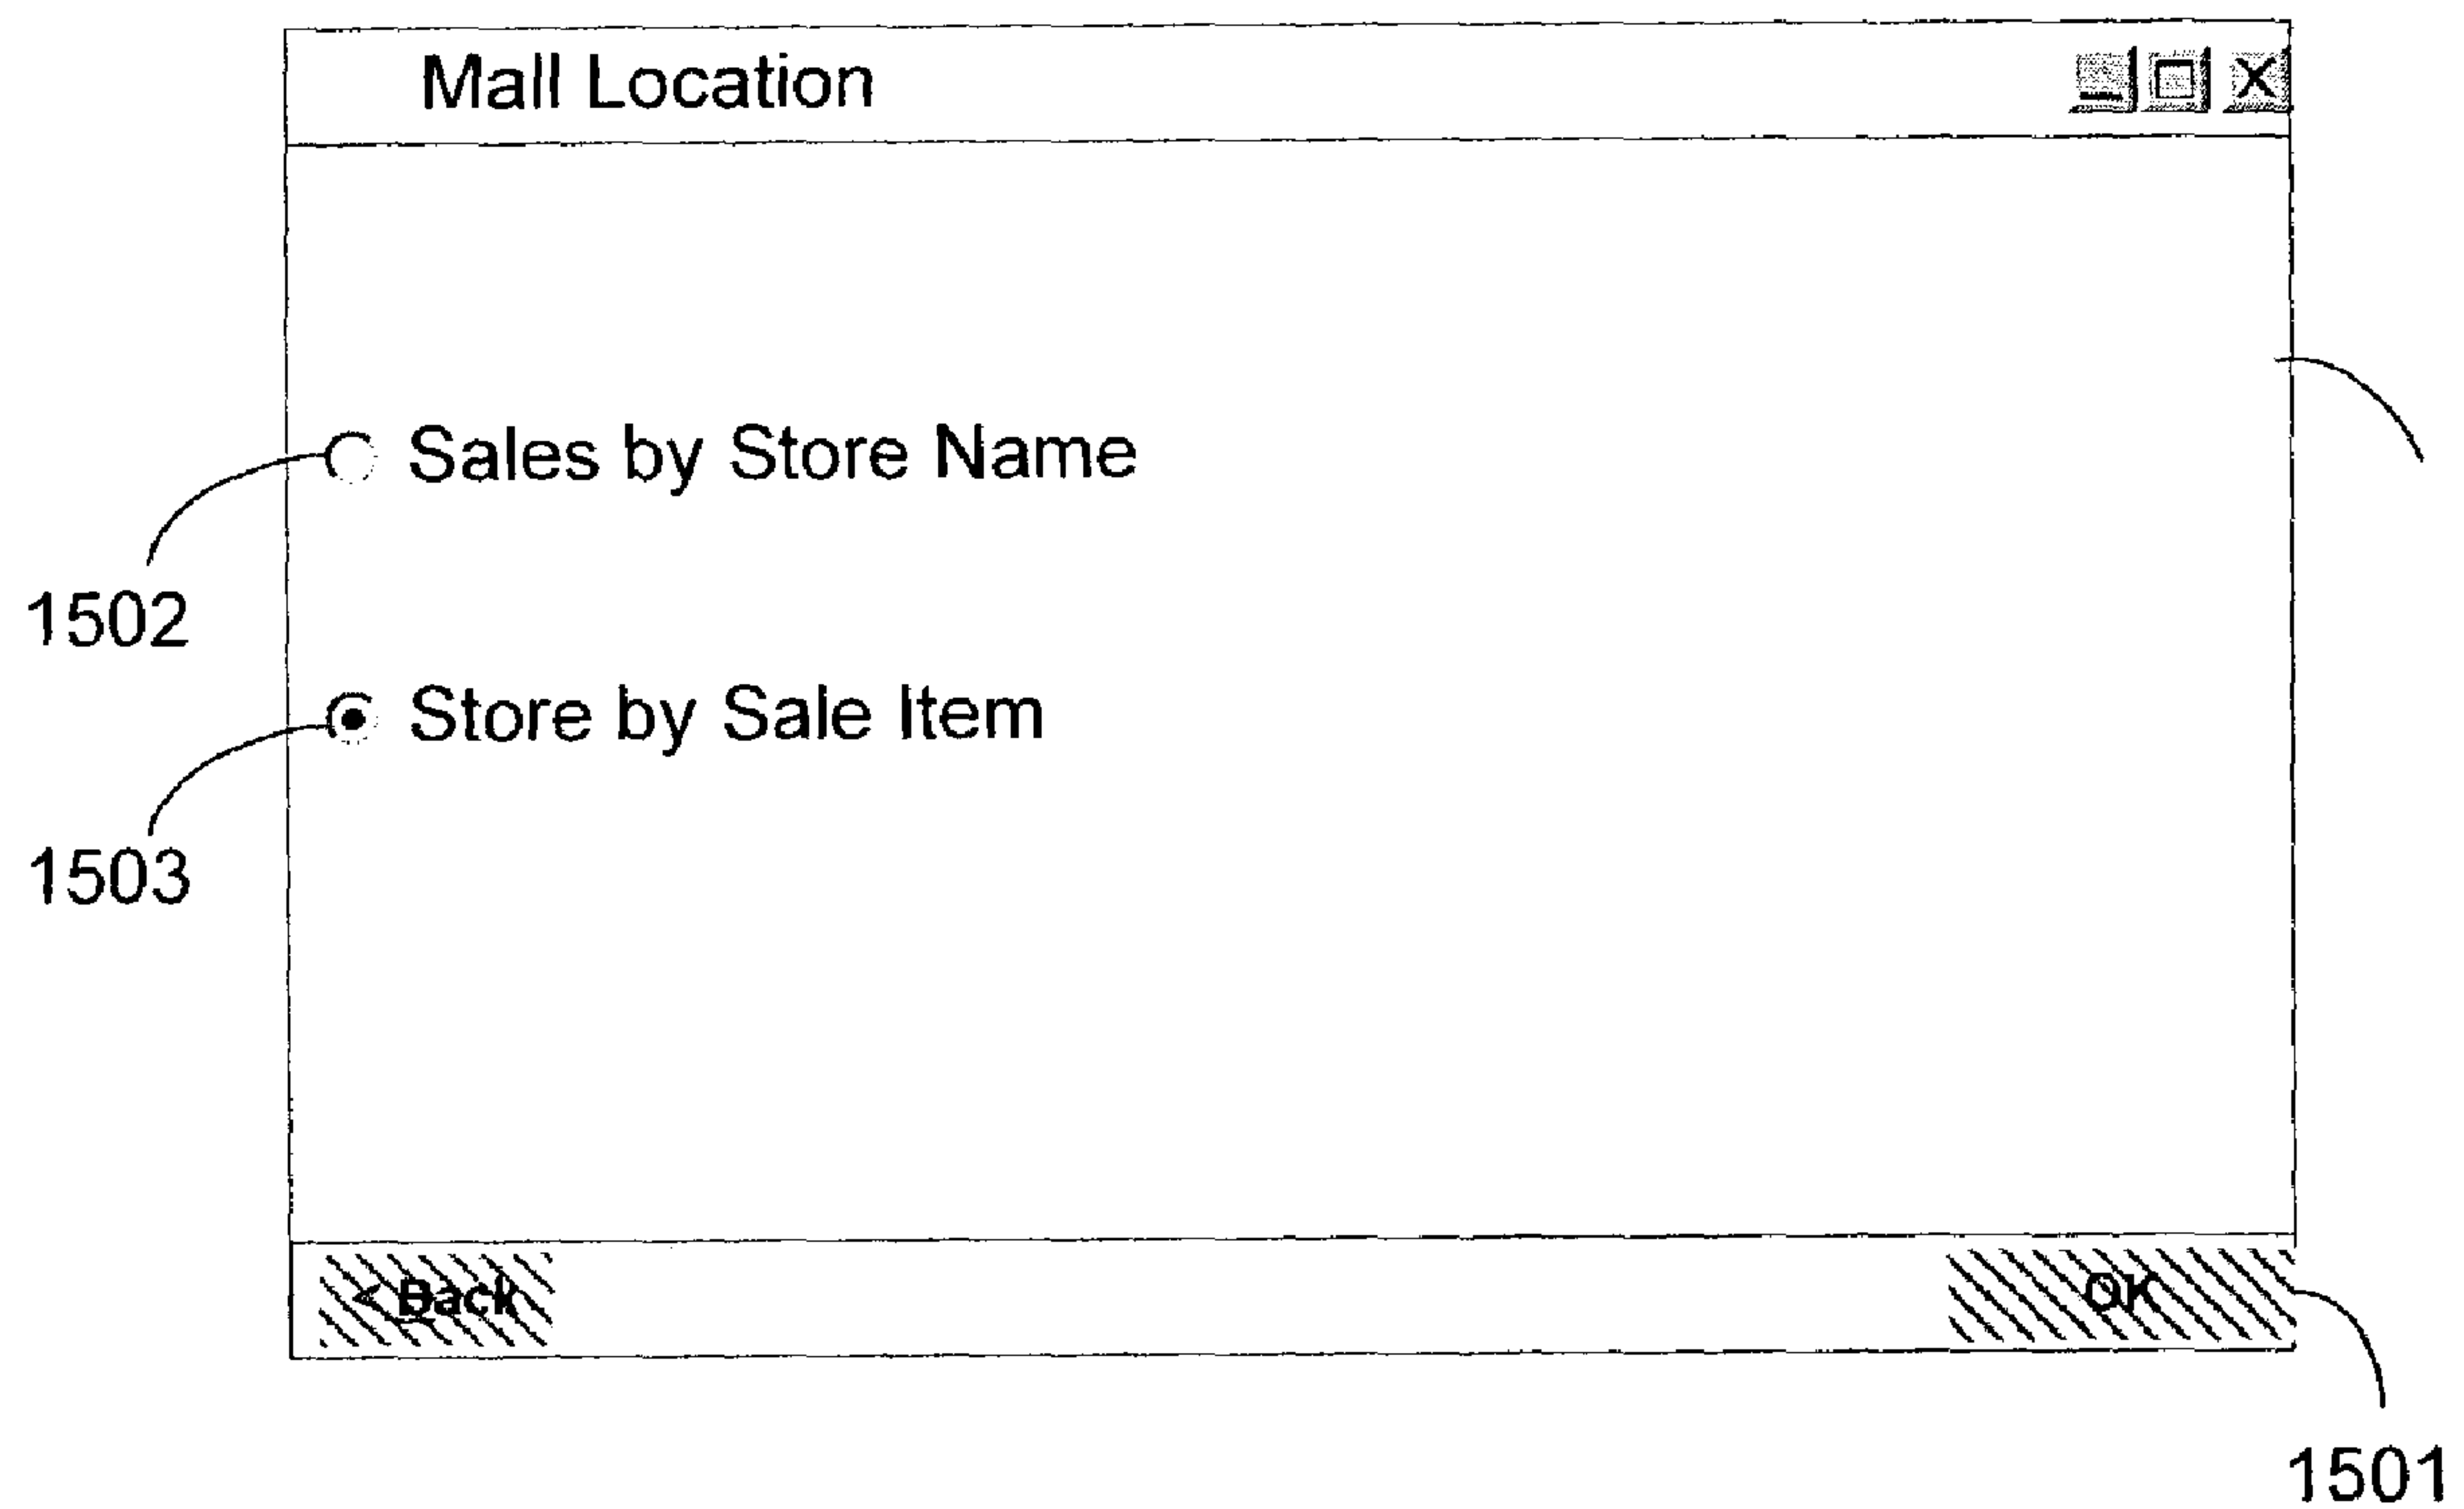 Mall Location
Sales by Store Name
1502
Store by Sale Item
1503
< Back
OK
1501